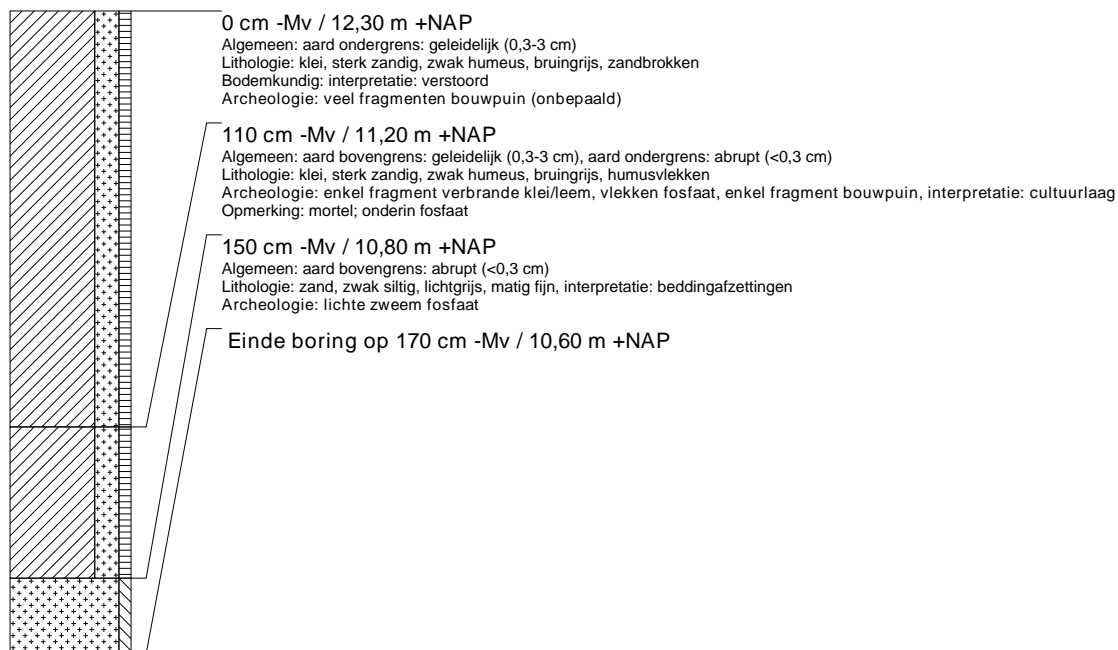 0 cm -Mv / 12,30 m +NAP
Algemeen: aard ondergrens: geleidelijk (0,3-3 cm)
Lithologie: klei, sterk zandig, zwak humeus, bruingrijs, zandbrokken
Bodemkundig: interpretatie: verstoord
Archeologie: veel fragmenten bouwpuin (onbepaald)
110 cm -Mv / 11,20 m +NAP
Algemeen: aard bovengrens: geleidelijk (0,3-3 cm), aard ondergrens: abrupt (<0,3 cm)
Lithologie: klei, sterk zandig, zwak humeus, bruingrijs, humusvlekken
Archeologie: enkel fragment verbrande klei/leem, vlekken fosfaat, enkel fragment bouwpuin, interpretatie: cultuurlaag
Opmerking: mortel; onderin fosfaat
150 cm -Mv / 10,80 m +NAP
Algemeen: aard bovengrens: abrupt (<0,3 cm)
Lithologie: zand, zwak siltig, lichtgrijs, matig fijn, interpretatie: beddingafzettingen
Archeologie: lichte zweem fosfaat
Einde boring op 170 cm -Mv / 10,60 m +NAP